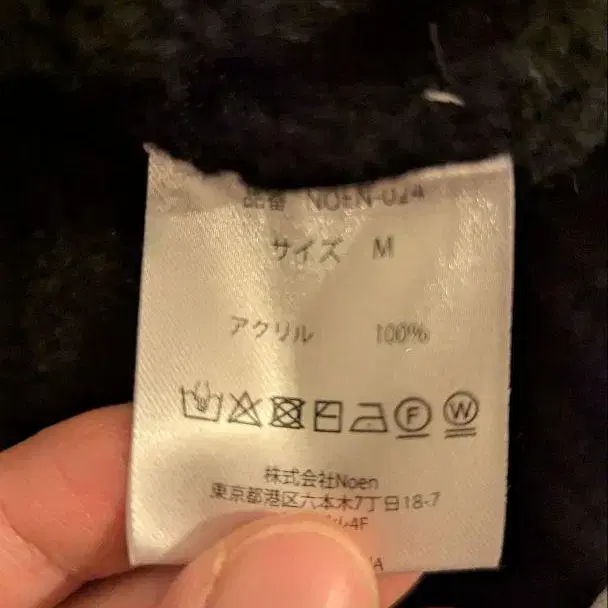 品番 NOEN-024
サイズ M
アクリル 100%
F W
株式会社Noen
東京都港区六本木7丁目18-7
4F